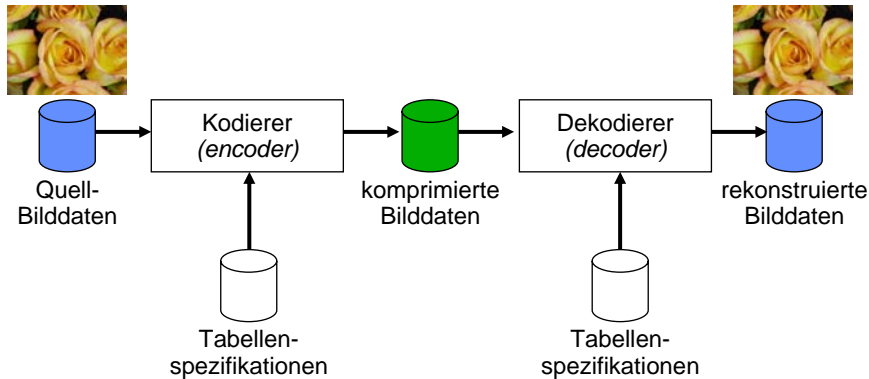 Kodierer
(encoder)
Dekodierer
(decoder)
Quell-
Bilddaten
komprimierte
Bilddaten
rekonstruierte
Bilddaten
Tabellen-
spezifikationen
Tabellen-
spezifikationen